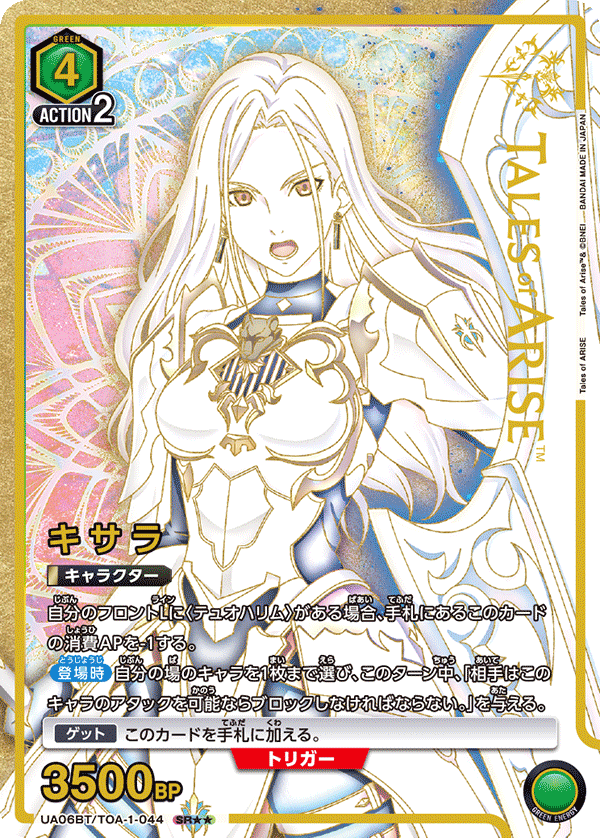 GREEN
4
ACTION2
TALES OF ARISE™
Tales of ARISE Tales of Arise™& ©BNEI BANDAI MADE IN JAPAN
キサラ
キャラクター
自分のフロントLに〈テュオハリム〉がある場合、手札にあるこのカード
の消費APを-1する。
登場時 自分の場のキャラを1枚まで選び、このターン中、「相手はこの
キャラのアタックを可能ならブロックしなければならない。」を与える。
ゲット このカードを手札に加える。
トリガー
3500BP
UA06BT/TOA-1-044 SR★★
GREEN ENERGY